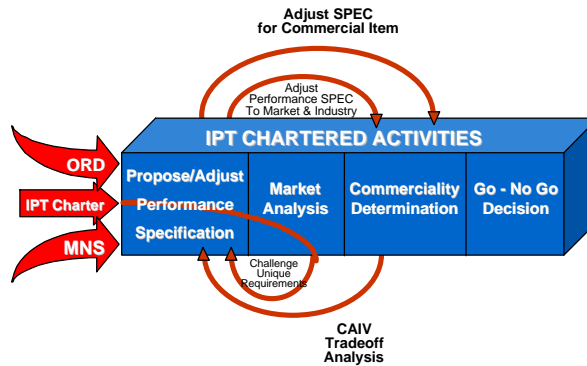 Adjust SPEC
for Commercial Item
Adjust
Performance SPEC
To Market & Industry
IPT CHARTERED ACTIVITIES
ORD
IPT Charter
MNS
Propose/Adjust
Performance
Specification
Market
Analysis
Commerciality
Determination
Go - No Go
Decision
Challenge
Unique
Requirements
CAIV
Tradeoff
Analysis